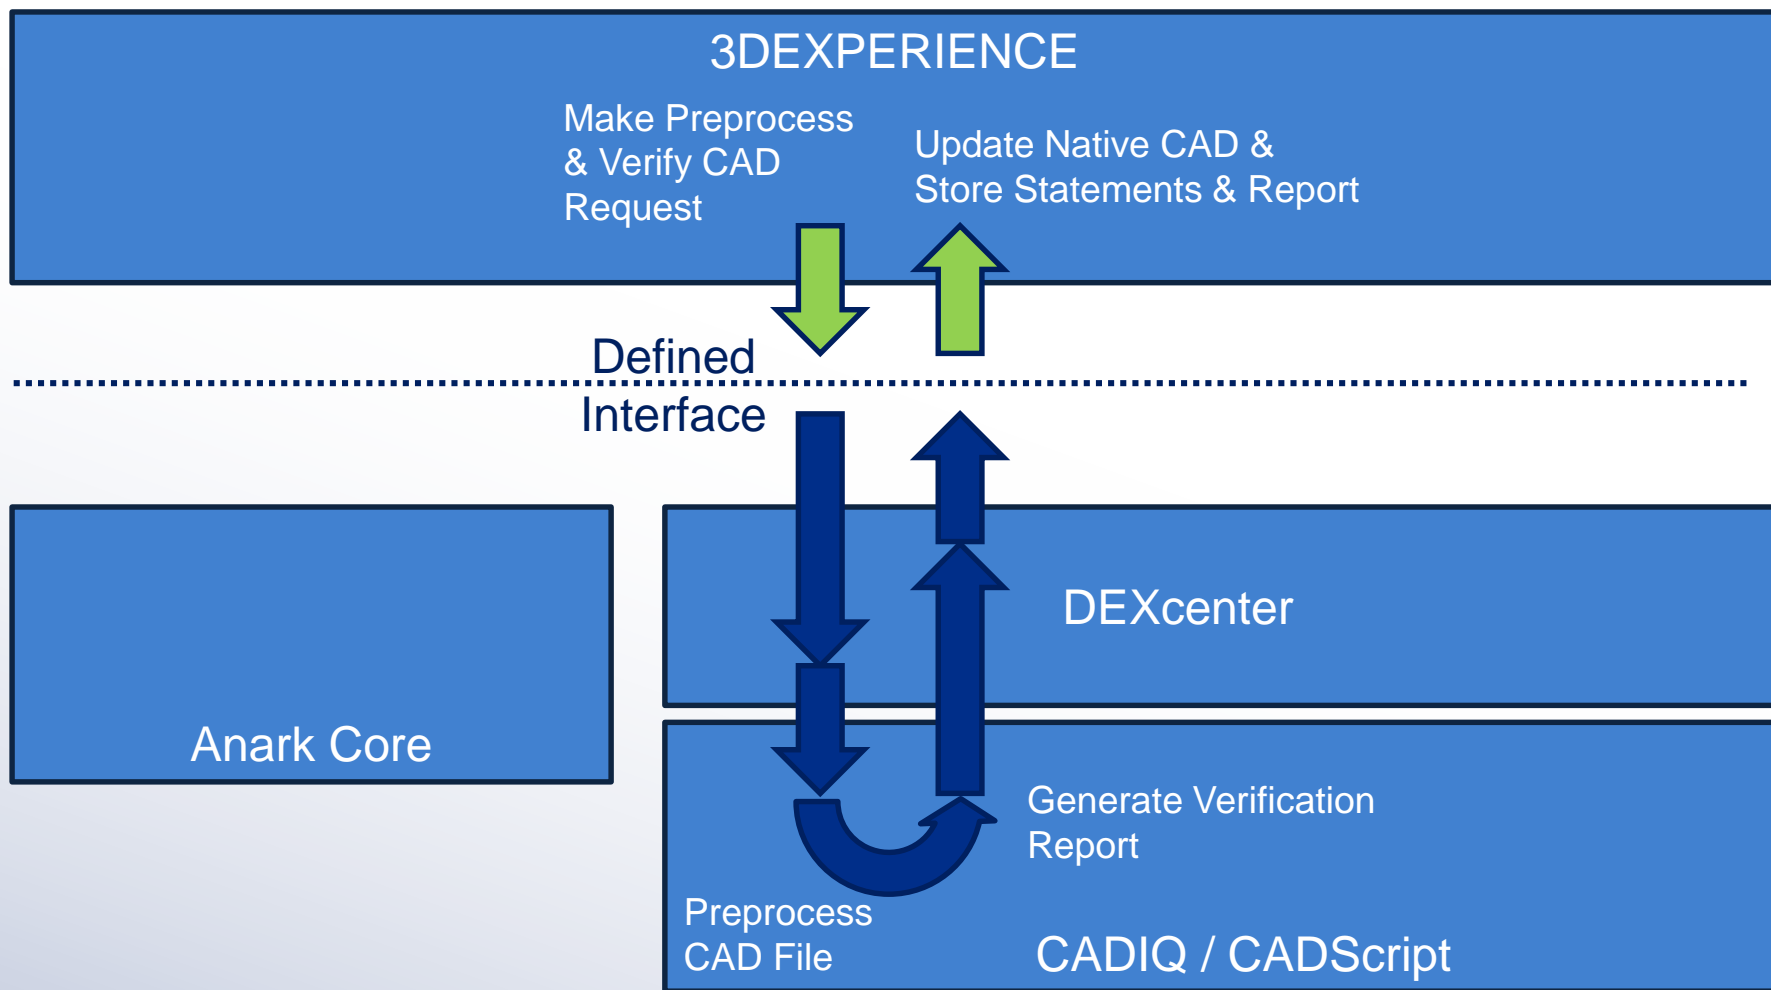 3DEXPERIENCE
Make Preprocess
& Verify CAD
Request
Update Native CAD &
Store Statements & Report
Defined
Interface
DEXcenter
Anark Core
Generate Verification
Report
Preprocess
CAD File
CADIQ / CADScript